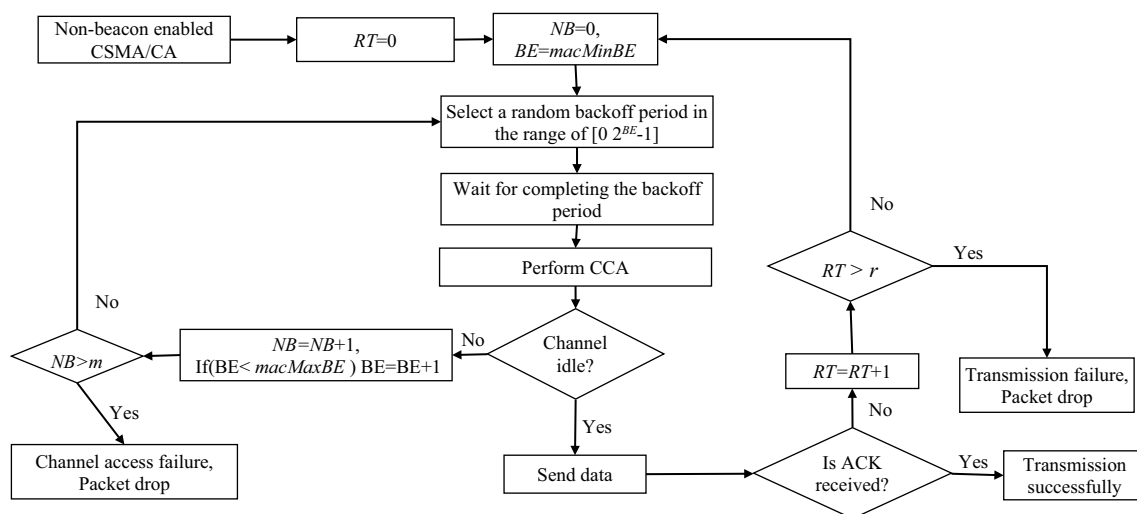 Non-beacon enabled
CSMA/CA
RT=0
NB=0,
BE=macMinBE
Select a random backoff period in
the range of [0 2^BE-1]
Wait for completing the backoff
period
Perform CCA
Channel
idle?
No
NB=NB+1,
If(BE< macMaxBE ) BE=BE+1
NB>m
No
Yes
Channel access failure,
Packet drop
Yes
Send data
Is ACK
received?
Yes
Transmission
successfully
No
RT=RT+1
RT > r
No
Yes
Transmission failure,
Packet drop